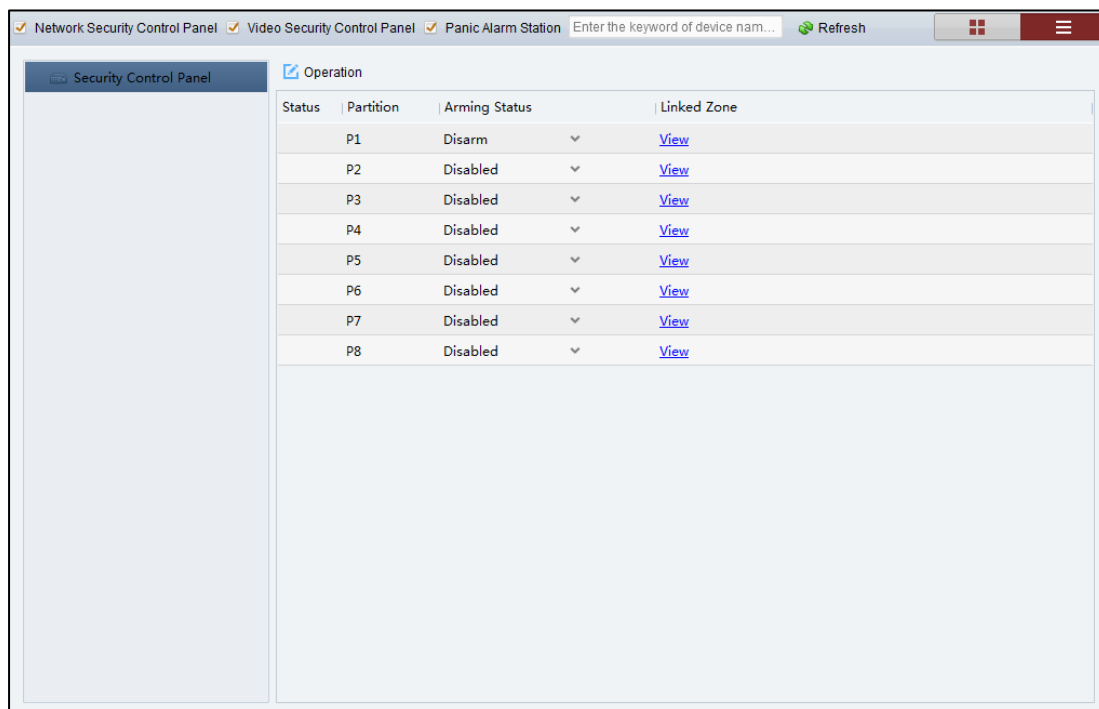 Network Security Control Panel Video Security Control Panel Panic Alarm Station Enter the keyword of device nam... Refresh
Security Control Panel
Operation
Status Partition Arming Status Linked Zone
P1 Disarm View
P2 Disabled View
P3 Disabled View
P4 Disabled View
P5 Disabled View
P6 Disabled View
P7 Disabled View
P8 Disabled View